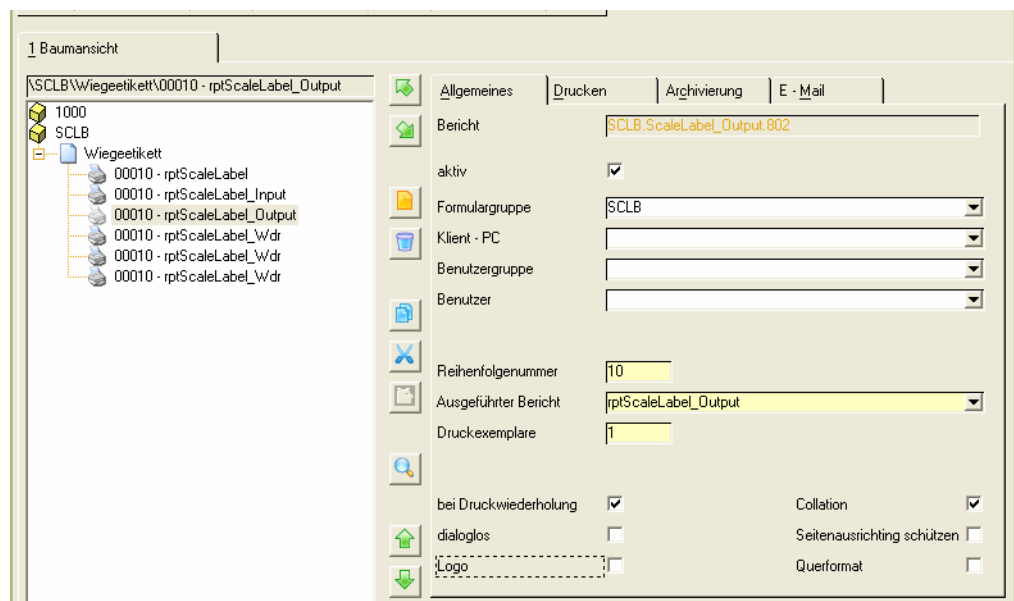 1 Baumansicht
\SCLB\Wiegeetikett\00010 - rptScaleLabel_Output
1000
SCLB
Wiegeetikett
00010 - rptScaleLabel
00010 - rptScaleLabel_Input
00010 - rptScaleLabel_Output
00010 - rptScaleLabel_Wdr
00010 - rptScaleLabel_Wdr
00010 - rptScaleLabel_Wdr
Allgemeines Drucken Archivierung E - Mail
Bericht SCLB.ScaleLabel_Output.802
aktiv
Formulargruppe SCLB
Klient - PC
Benutzergruppe
Benutzer
Reihenfolgenummer 10
Ausgeführter Bericht rptScaleLabel_Output
Druckexemplare 1
bei Druckwiederholung Collation
dialoglos Seitenausrichting schützen
Logo Querformat